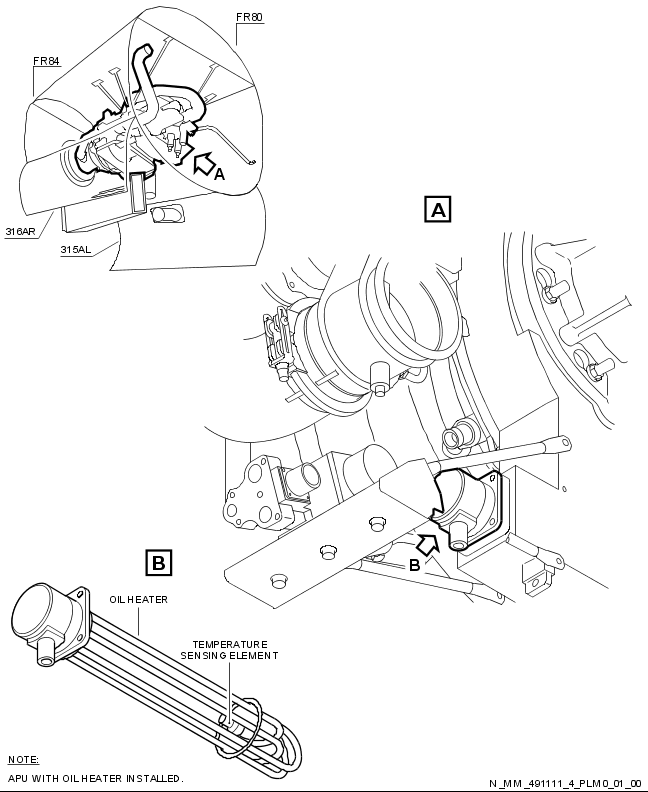 FR80
FR84
A
316AR
315AL
A
B
B
OIL HEATER
TEMPERATURE
SENSING ELEMENT
NOTE:
APU WITH OIL HEATER INSTALLED.
N_MM_491111_4_PLM0_01_00